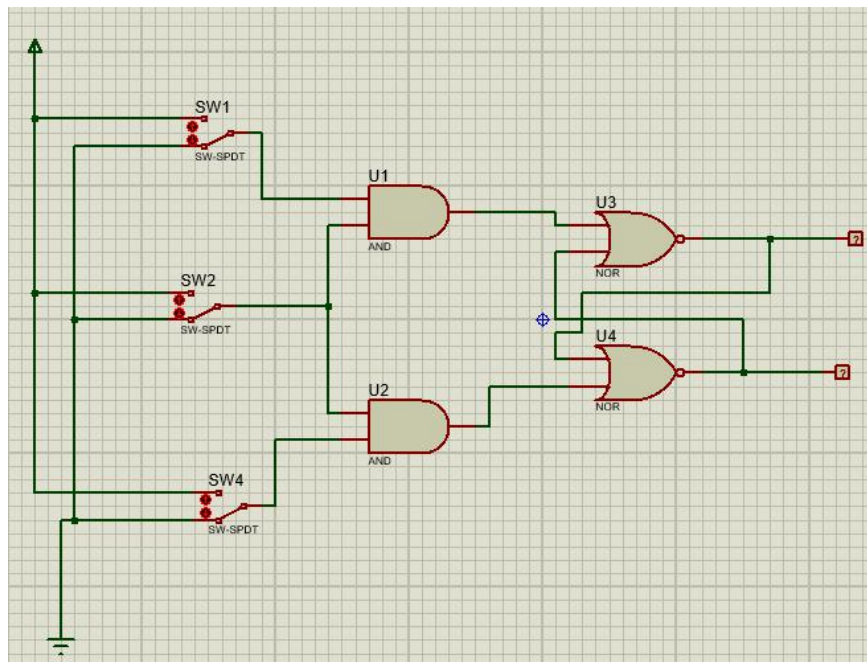 SW1
SW-SPDT
U1
AND
U3
NOR
?
SW2
SW-SPDT
U4
NOR
?
U2
AND
SW4
SW-SPDT